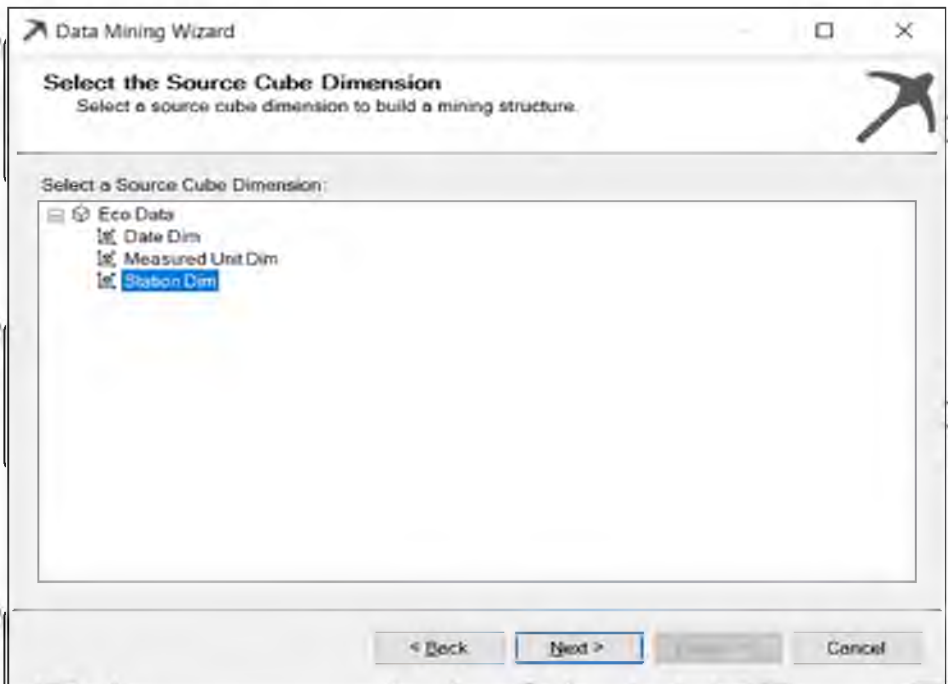 Data Mining Wizard
Select the Source Cube Dimension
Select a source cube dimension to build a mining structure.
Select a Source Cube Dimension:
Eco Data
Date Dim
Measured Unit Dim
Station Dim
< Back Next > Cancel